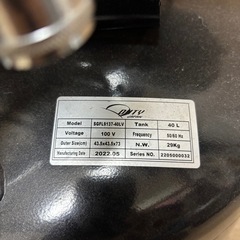 Model SGFL5137-40LV Tank 40 L
Voltage 100 V Frequency 50/60 Hz
Outer Size(cm) 43.5x43.5x73 N.W. 29Kg
Manufacturing Date 2022.05 Series NO. 2205000032